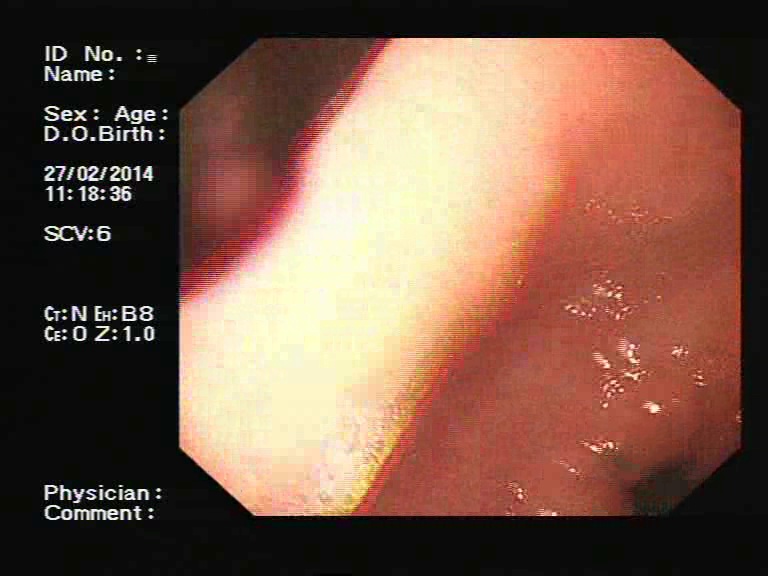 ID No. :
Name:
Sex: Age:
D.O.Birth:
27/02/2014
11:18:36
SCV:6
CT:N EH:B8
CE:0 Z:1.0
Physician:
Comment: